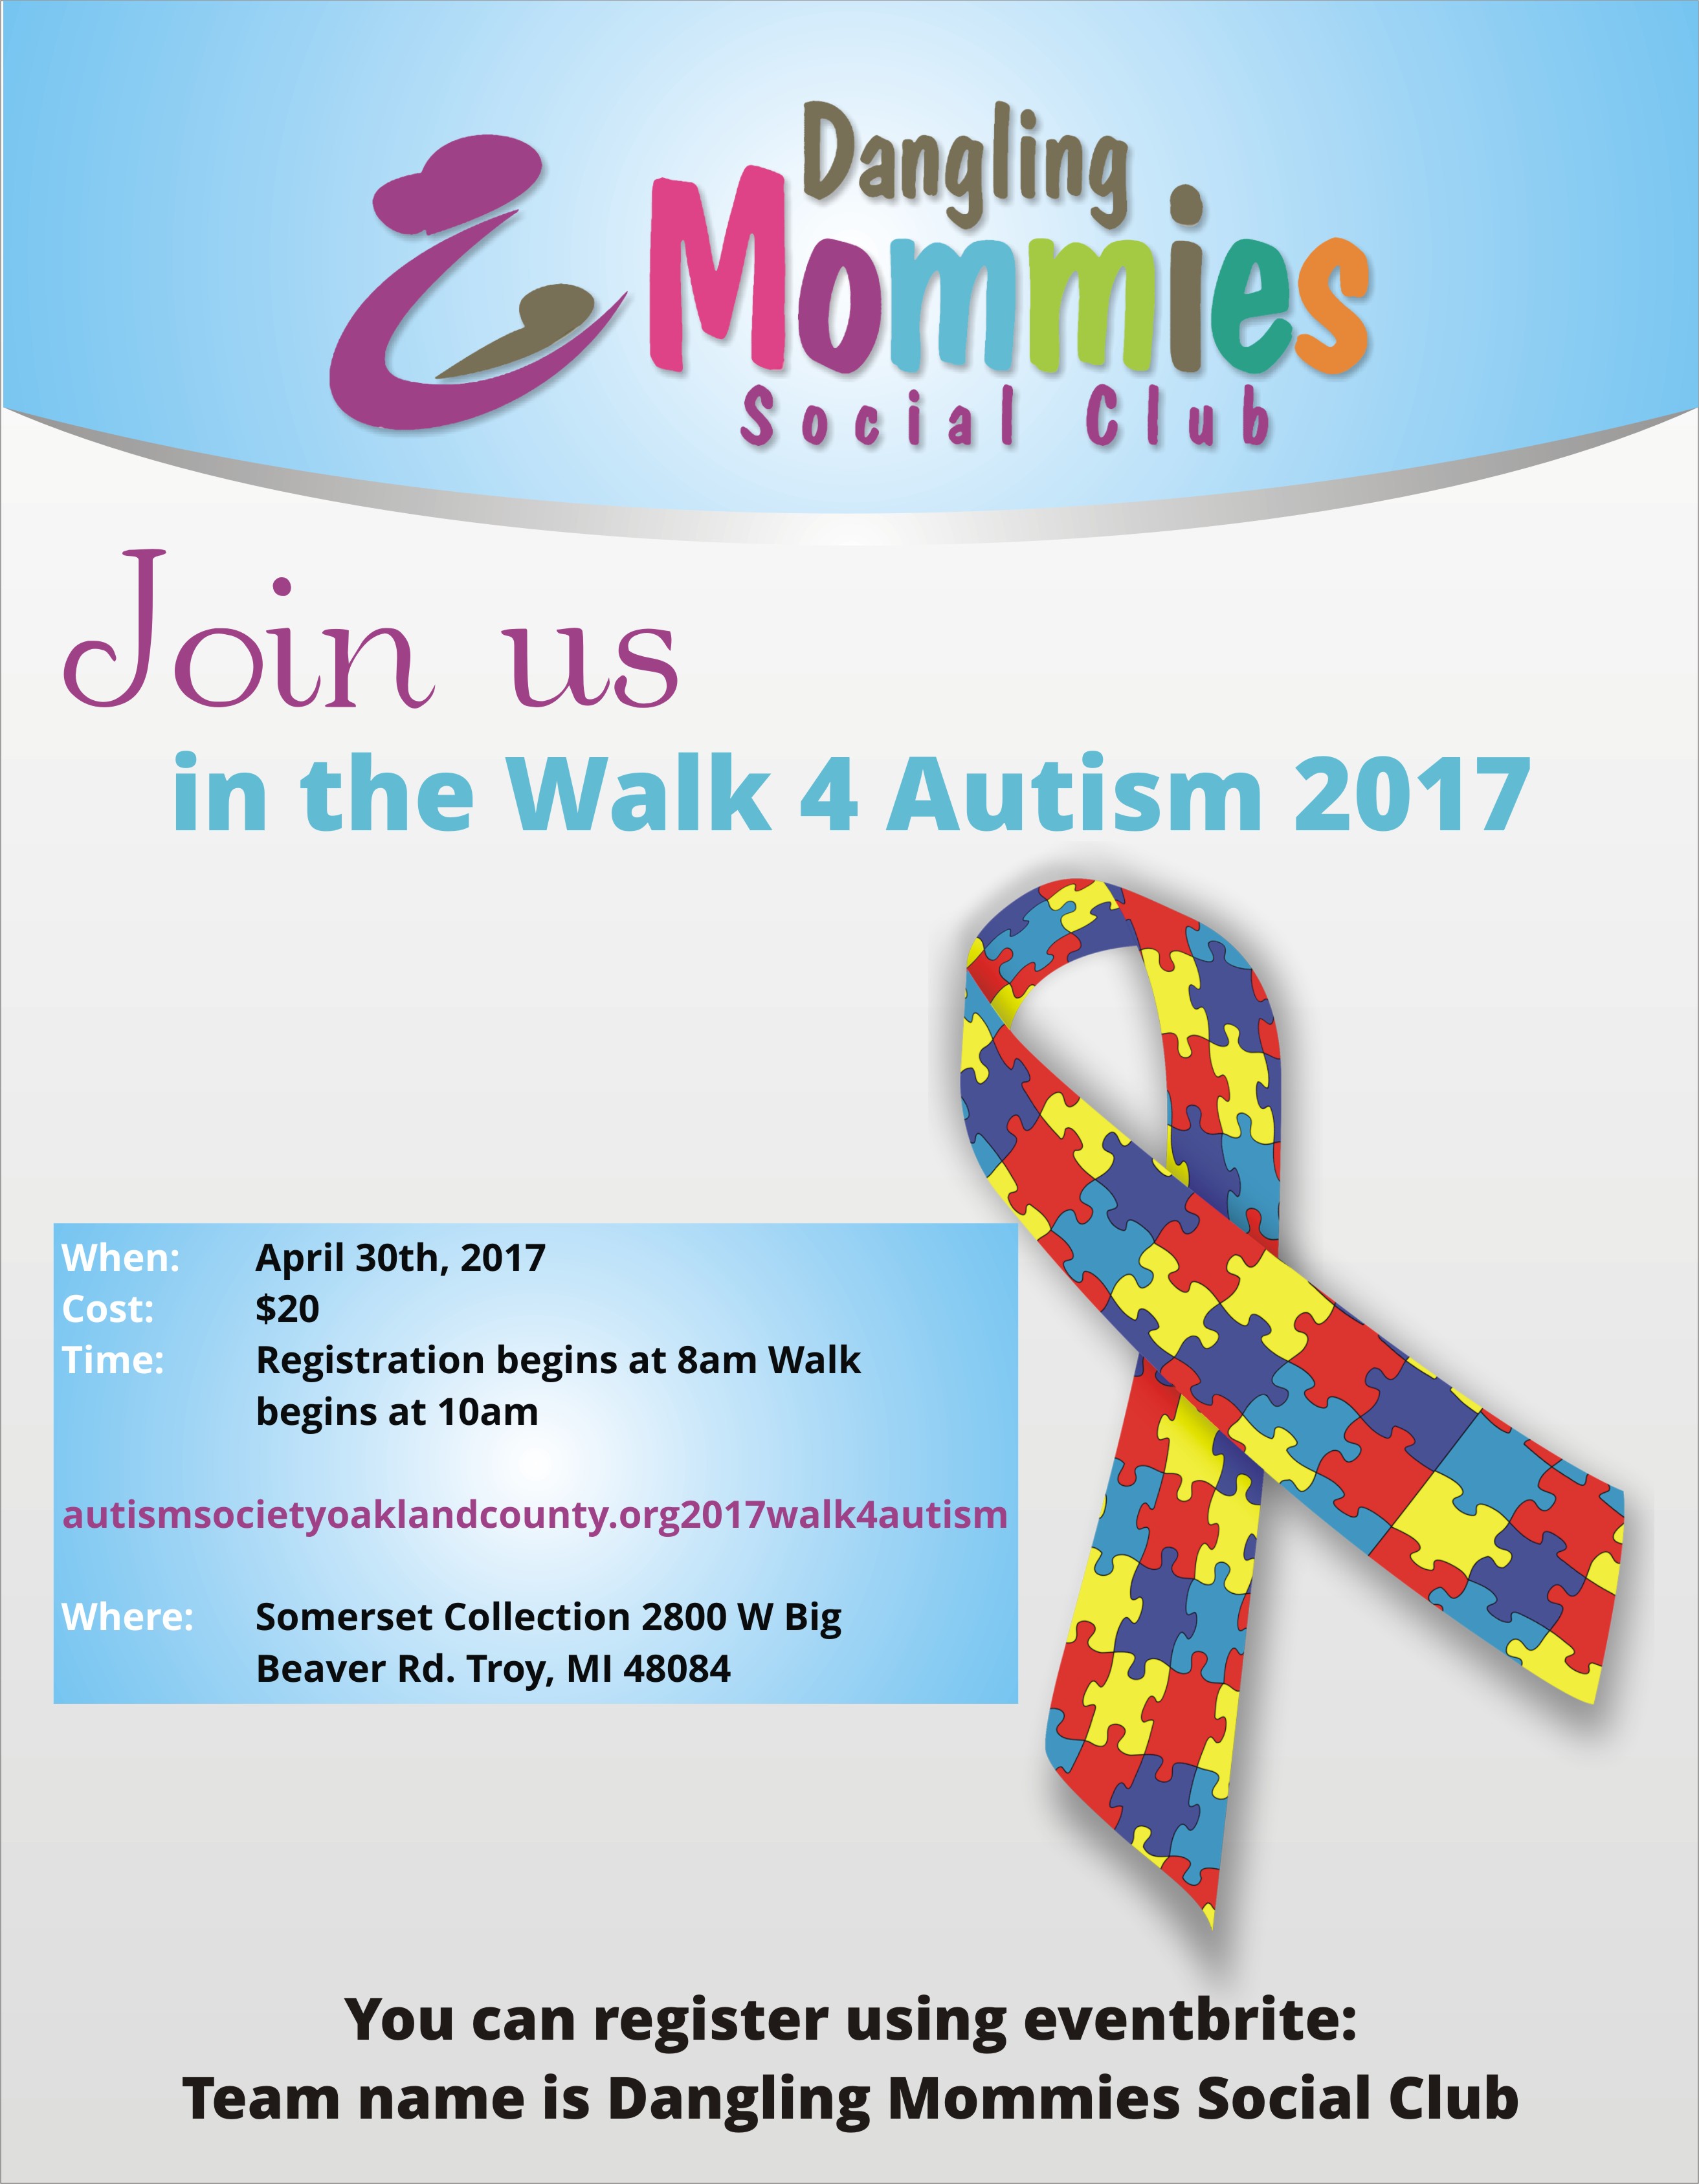 Dangling
Mommies
Social Club
Join us
in the Walk 4 Autism 2017
When: April 30th, 2017
Cost: $20
Time: Registration begins at 8am Walk
begins at 10am
autismsocietyoaklandcounty.org2017walk4autism
Where: Somerset Collection 2800 W Big
Beaver Rd. Troy, MI 48084
You can register using eventbrite:
Team name is Dangling Mommies Social Club